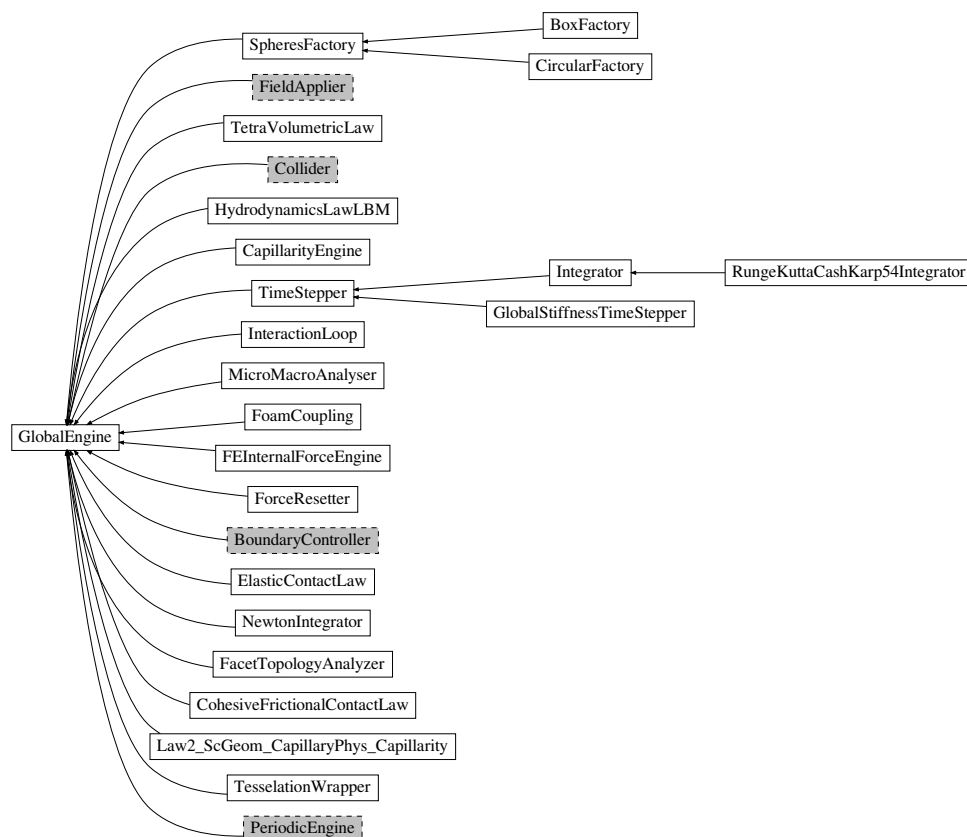 BoxFactory
SpheresFactory
CircularFactory
FieldApplier
TetraVolumetricLaw
Collider
HydrodynamicsLawLBM
CapillarityEngine
Integrator
RungeKuttaCashKarp54Integrator
TimeStepper
GlobalStiffnessTimeStepper
InteractionLoop
MicroMacroAnalyser
FoamCoupling
GlobalEngine
FEInternalForceEngine
ForceResetter
BoundaryController
ElasticContactLaw
NewtonIntegrator
FacetTopologyAnalyzer
CohesiveFrictionalContactLaw
Law2_ScGeom_CapillaryPhys_Capillarity
TesselationWrapper
PeriodicEngine